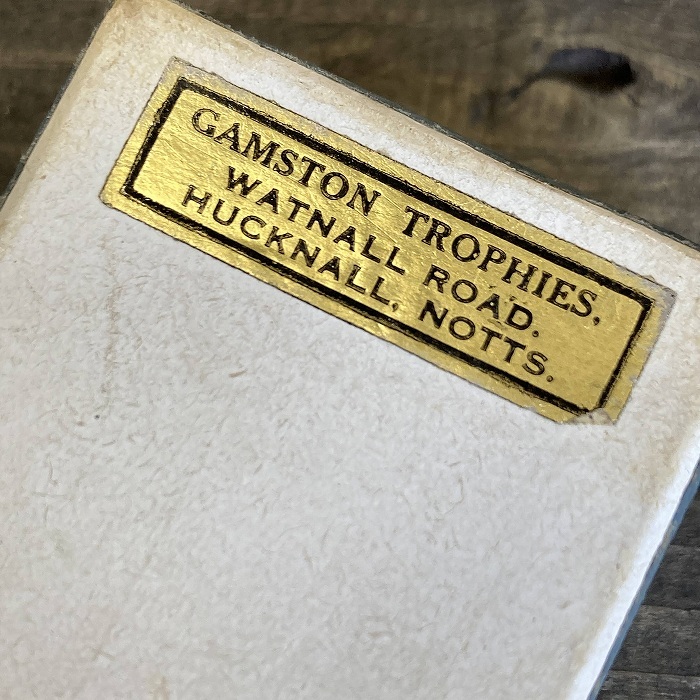 GAMSTON TROPHIES.
WATNALL ROAD.
HUCKNALL, NOTTS.